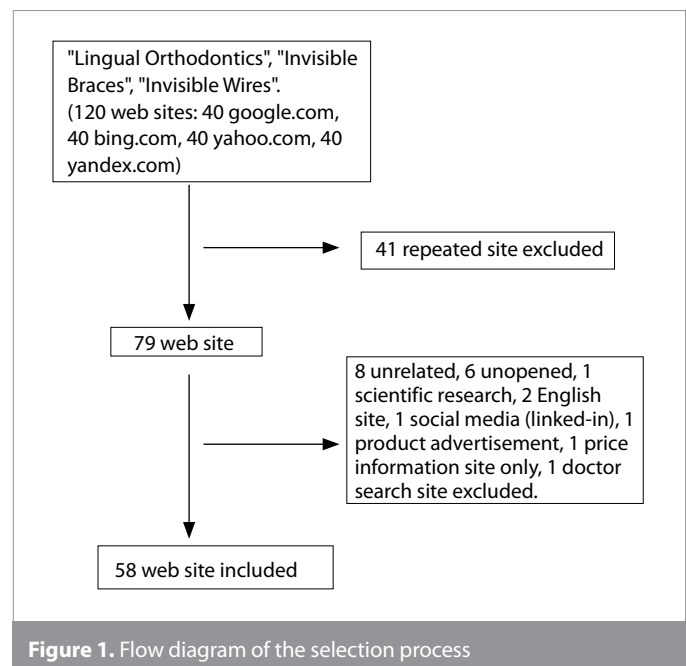 "Lingual Orthodontics", "Invisible
Braces", "Invisible Wires".
(120 web sites: 40 google.com,
40 bing.com, 40 yahoo.com, 40
yandex.com)
41 repeated site excluded
79 web site
8 unrelated, 6 unopened, 1
scientific research, 2 English
site, 1 social media (linked-in), 1
product advertisement, 1 price
information site only, 1 doctor
search site excluded.
58 web site included
Figure 1. Flow diagram of the selection process